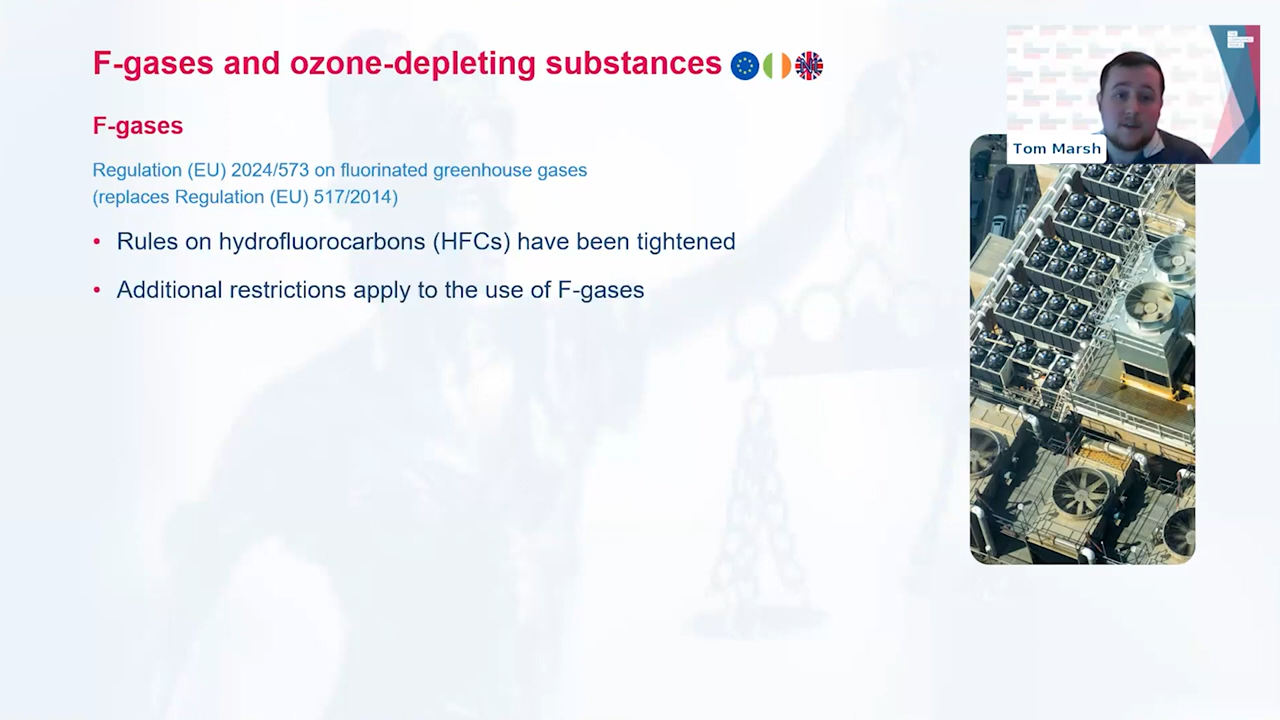 F-gases and ozone-depleting substances
NI
F-gases
Regulation (EU) 2024/573 on fluorinated greenhouse gases
(replaces Regulation (EU) 517/2014)
• Rules on hydrofluorocarbons (HFCs) have been tightened
• Additional restrictions apply to the use of F-gases
Tom Marsh